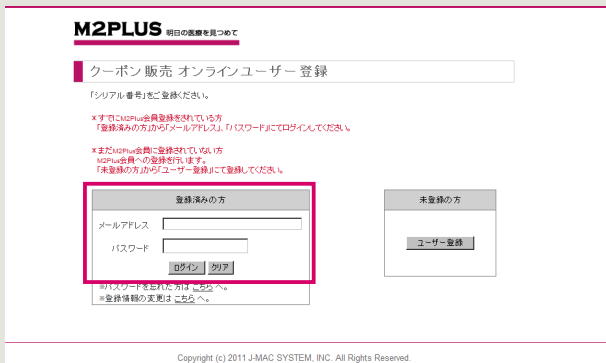 M2PLUS 明日の医療を見つめて
クーポン販売 オンラインユーザー登録
「シリアル番号」をご登録ください。
×すでにM2Plus会員登録をされている方
「登録済みの方」から「メールアドレス」、「パスワード」にてログインしてください。
×まだM2Plus会員に登録されていない方
M2Plus会員への登録を行います。
「未登録の方」から「ユーザー登録」にて登録してください。
登録済みの方
メールアドレス
パスワード
ログイン クリア
※パスワードを忘れた方は こちら へ。
※登録情報の変更は こちら へ。
未登録の方
ユーザー登録
Copyright (c) 2011 J-MAC SYSTEM, INC. All Rights Reserved.